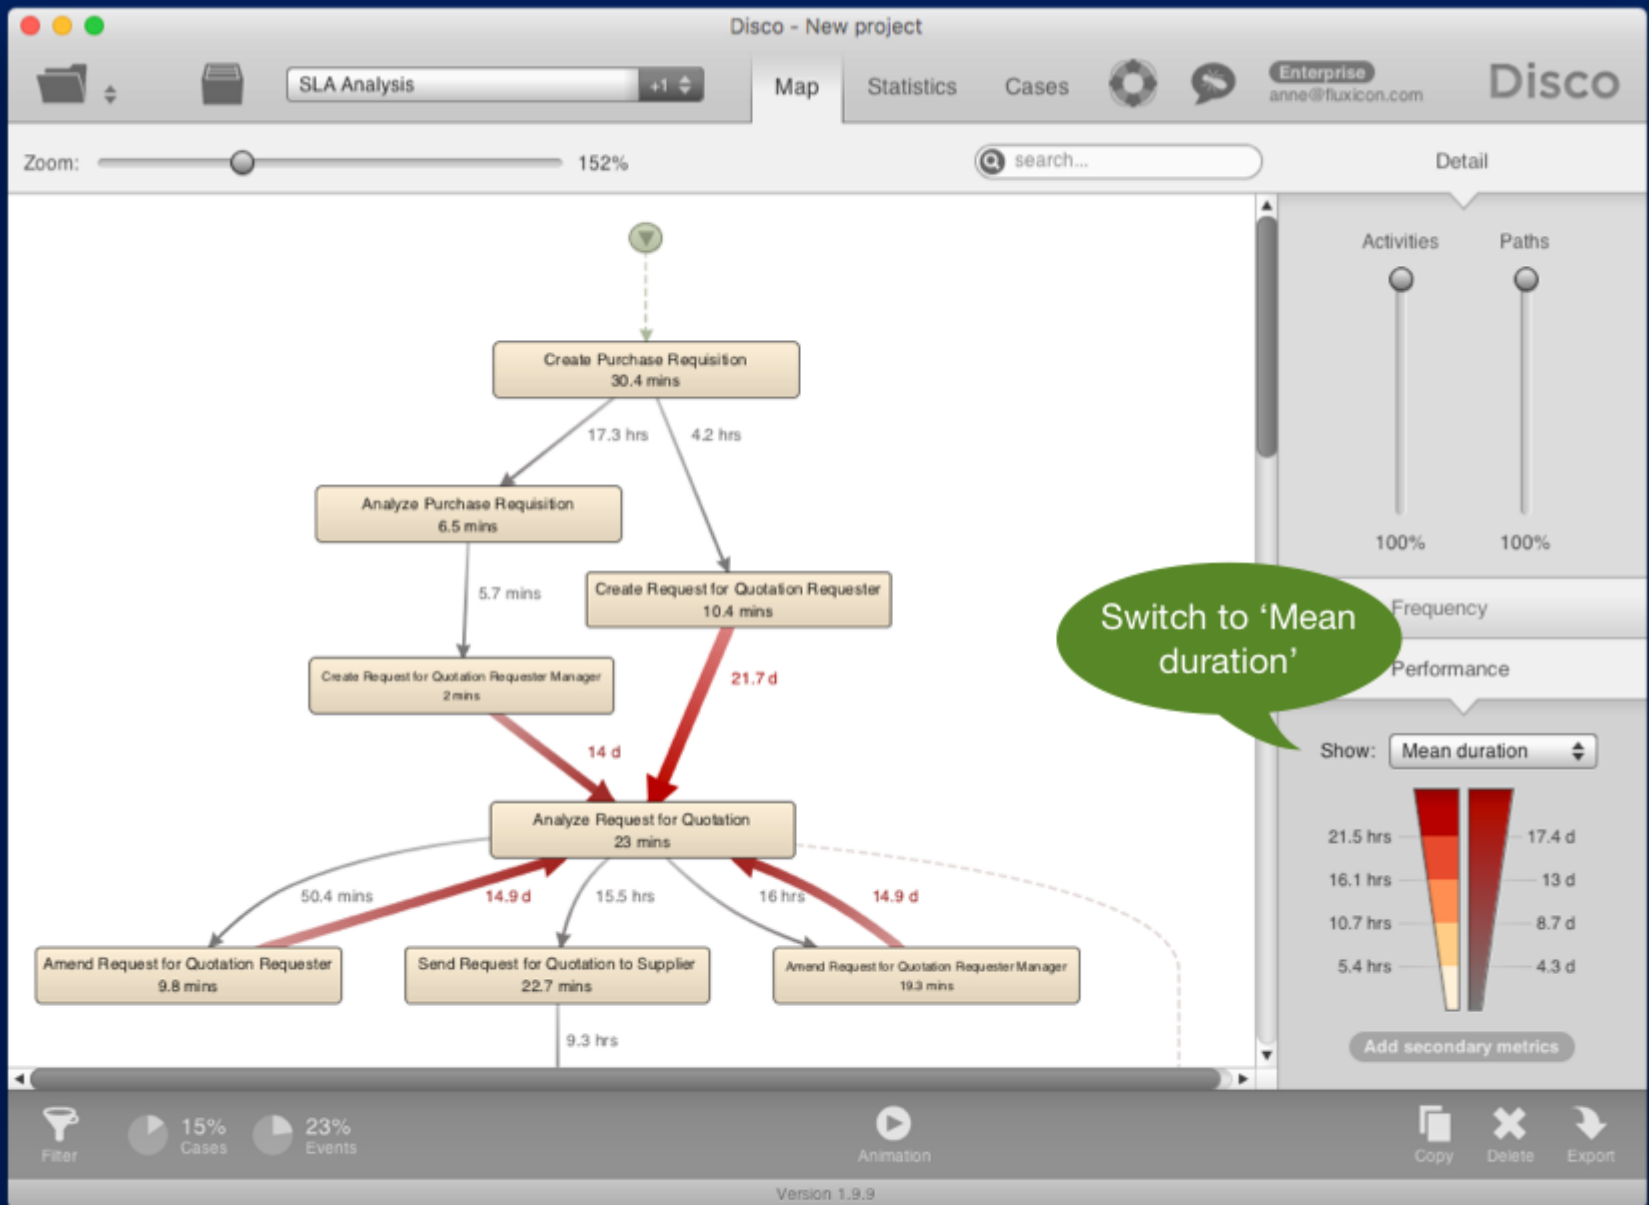 Disco - New project
SLA Analysis
+1
Map
Statistics
Cases
Enterprise
anne@fluxicon.com
Disco
Zoom:
152%
search...
Detail
Activities
Paths
100%
100%
Create Purchase Requisition
30.4 mins
17.3 hrs
4.2 hrs
Analyze Purchase Requisition
6.5 mins
5.7 mins
Create Request for Quotation Requester
10.4 mins
Create Request for Quotation Requester Manager
2 mins
21.7 d
14 d
Analyze Request for Quotation
23 mins
50.4 mins
14.9 d
15.5 hrs
16 hrs
14.9 d
Amend Request for Quotation Requester
9.8 mins
Send Request for Quotation to Supplier
22.7 mins
Amend Request for Quotation Requester Manager
19.3 mins
9.3 hrs
Switch to ‘Mean
duration’
Frequency
Performance
Show:
Mean duration
21.5 hrs
17.4 d
16.1 hrs
13 d
10.7 hrs
8.7 d
5.4 hrs
4.3 d
Add secondary metrics
Filter
15%
Cases
23%
Events
Animation
Copy
Delete
Export
Version 1.9.9